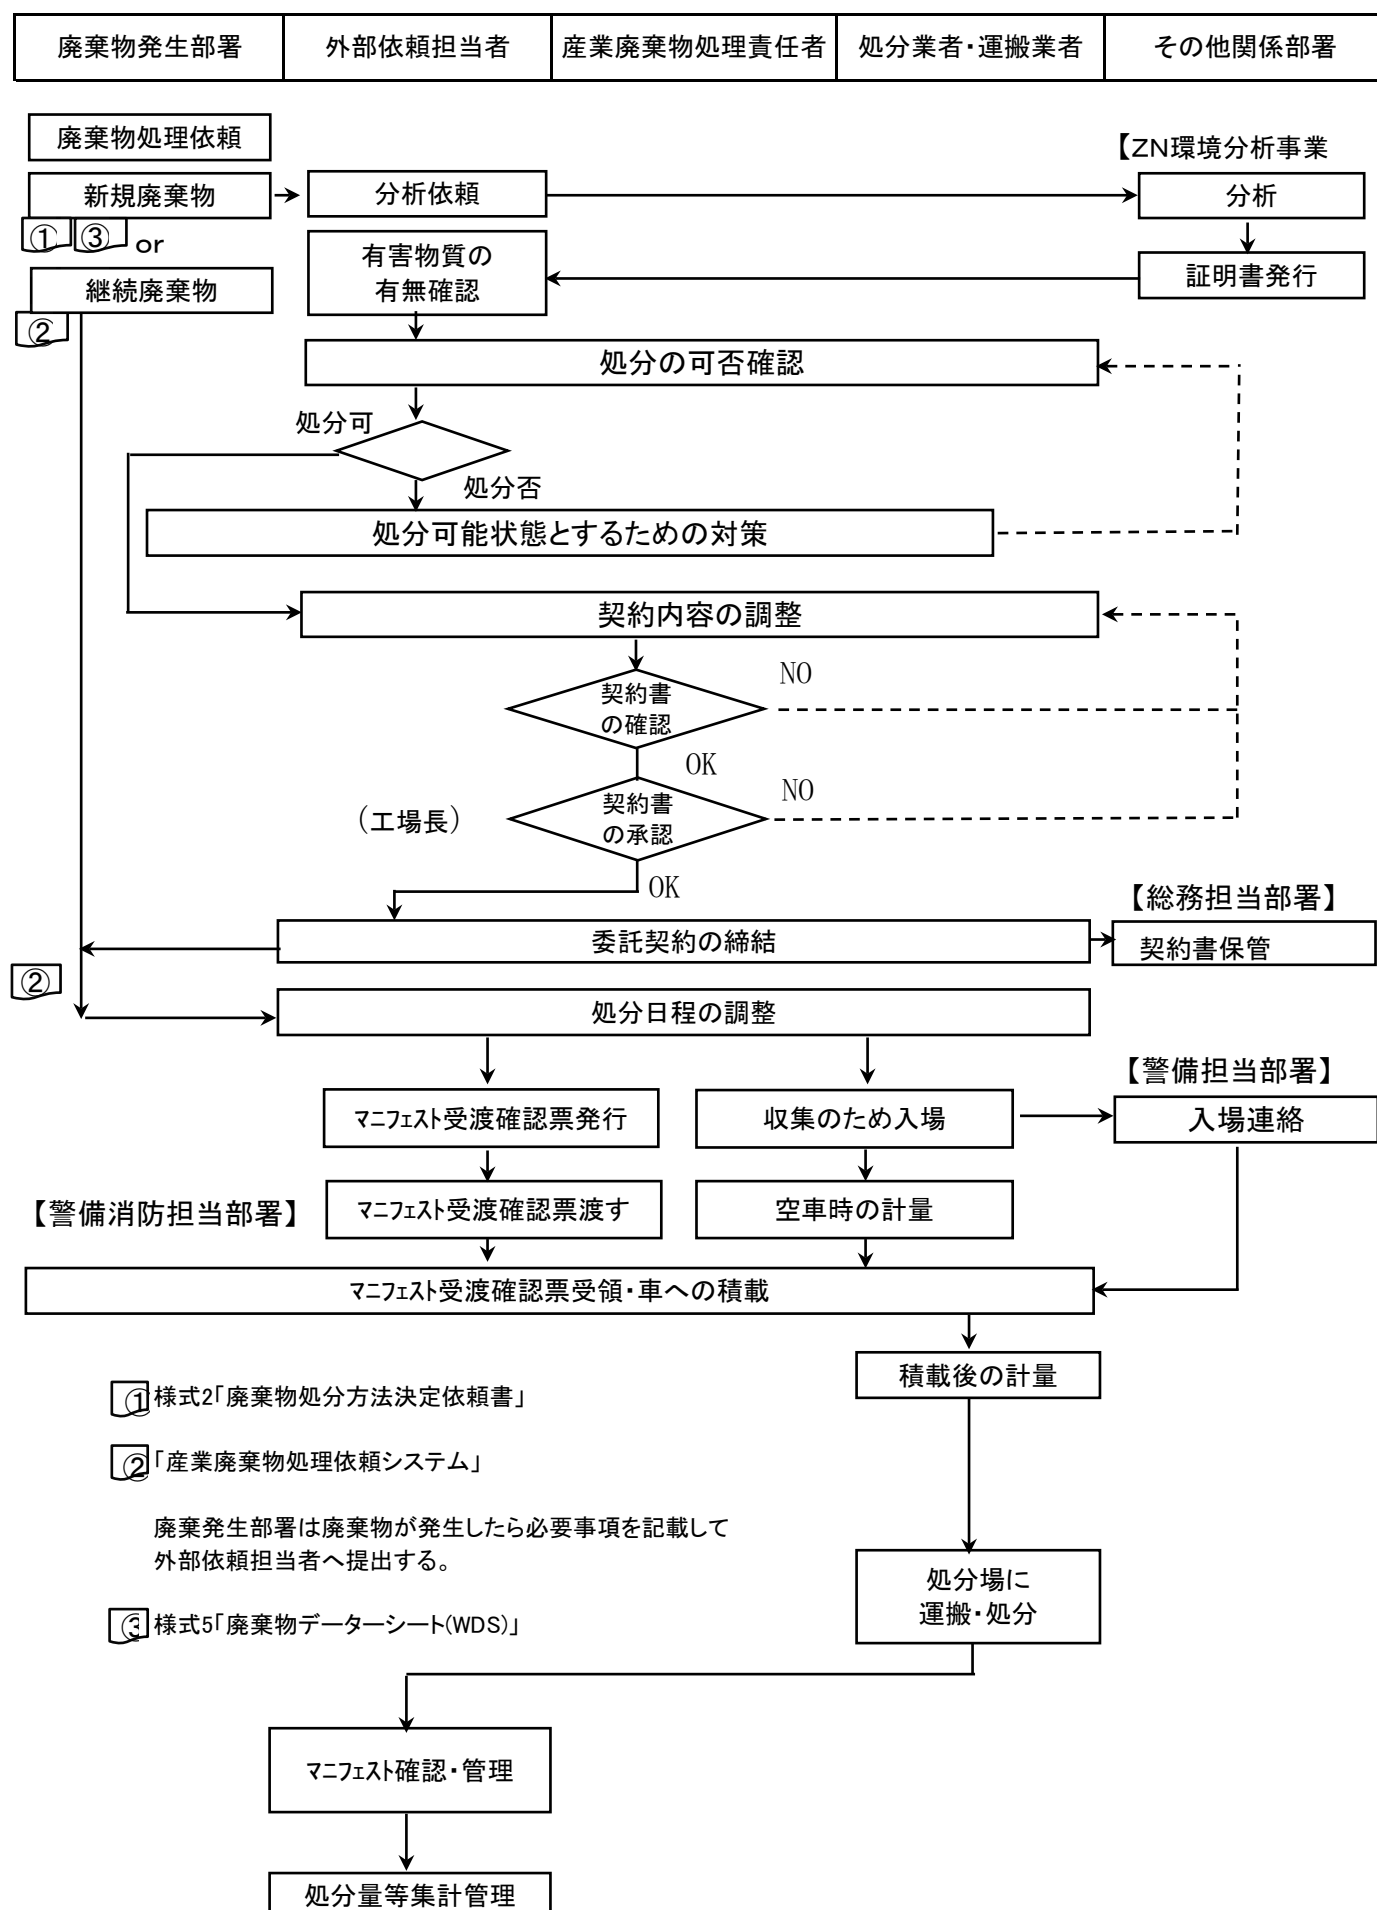 廃棄物発生部署
外部依頼担当者
産業廃棄物処理責任者
処分業者・運搬業者
その他関係部署
廃棄物処理依頼
【ZN環境分析事業
新規廃棄物
分析依頼
分析
① ③ or
有害物質の
有無確認
継続廃棄物
証明書発行
②
処分の可否確認
処分可
処分否
処分可能状態とするための対策
契約内容の調整
NO
契約書
の確認
OK
NO
(工場長)
契約書
の承認
OK
【総務担当部署】
委託契約の締結
契約書保管
②
処分日程の調整
【警備担当部署】
ﾏﾆﾌｪｽﾄ受渡確認票発行
収集のため入場
入場連絡
【警備消防担当部署】
ﾏﾆﾌｪｽﾄ受渡確認票渡す
空車時の計量
ﾏﾆﾌｪｽﾄ受渡確認票受領・車への積載
積載後の計量
① 様式2「廃棄物処分方法決定依頼書」
② 「産業廃棄物処理依頼システム」
廃棄発生部署は廃棄物が発生したら必要事項を記載して
外部依頼担当者へ提出する。
処分場に
運搬・処分
③ 様式5「廃棄物データーシート(WDS)」
ﾏﾆﾌｪｽﾄ確認・管理
処分量等集計管理